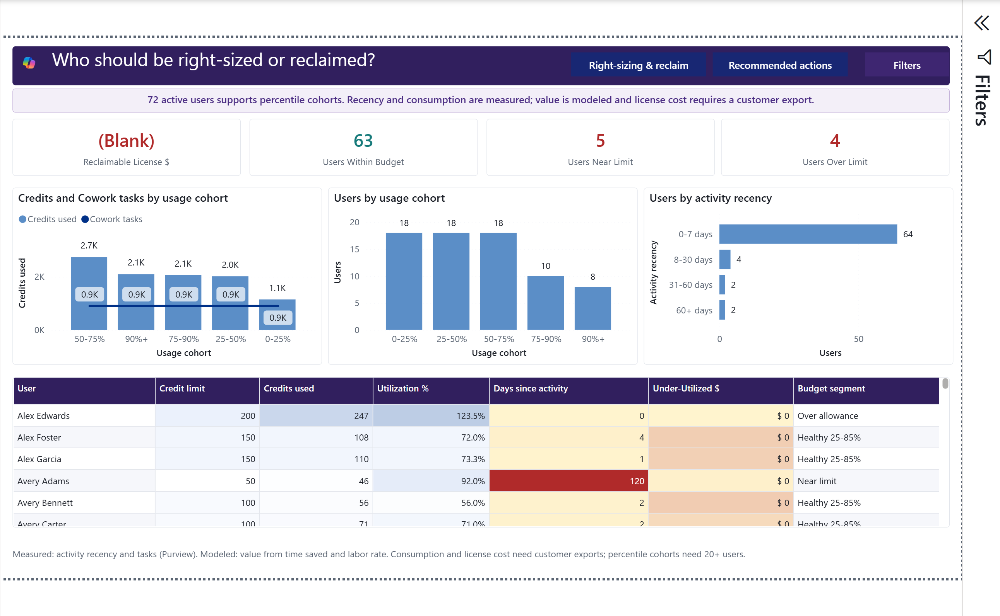 Who should be right-sized or reclaimed?
Right-sizing & reclaim
Recommended actions
Filters
Filters
72 active users supports percentile cohorts. Recency and consumption are measured; value is modeled and license cost requires a customer export.
(Blank)
Reclaimable License $
63
Users Within Budget
5
Users Near Limit
4
Users Over Limit
Credits and Cowork tasks by usage cohort
Credits used Cowork tasks
Credits used
2K
0K
2.7K
2.1K
2.1K
2.0K
1.1K
0.9K
0.9K
0.9K
0.9K
0.9K
50-75% 90%+ 75-90% 25-50% 0-25%
Usage cohort
Users by usage cohort
Users
20
15
10
5
0
18
18
18
10
8
0-25% 25-50% 50-75% 75-90% 90%+
Usage cohort
Users by activity recency
Activity recency
0-7 days 64
8-30 days 4
31-60 days 2
60+ days 2
0 50
Users
User Credit limit Credits used Utilization % Days since activity Under-Utilized $ Budget segment
Alex Edwards 200 247 123.5% 0 $ 0 Over allowance
Alex Foster 150 108 72.0% 4 $ 0 Healthy 25-85%
Alex Garcia 150 110 73.3% 1 $ 0 Healthy 25-85%
Avery Adams 50 46 92.0% 120 $ 0 Near limit
Avery Bennett 100 56 56.0% 2 $ 0 Healthy 25-85%
Avery Carter 100 71 71.0% 2 $ 0 Healthy 25-85%
Measured: activity recency and tasks (Purview). Modeled: value from time saved and labor rate. Consumption and license cost need customer exports; percentile cohorts need 20+ users.